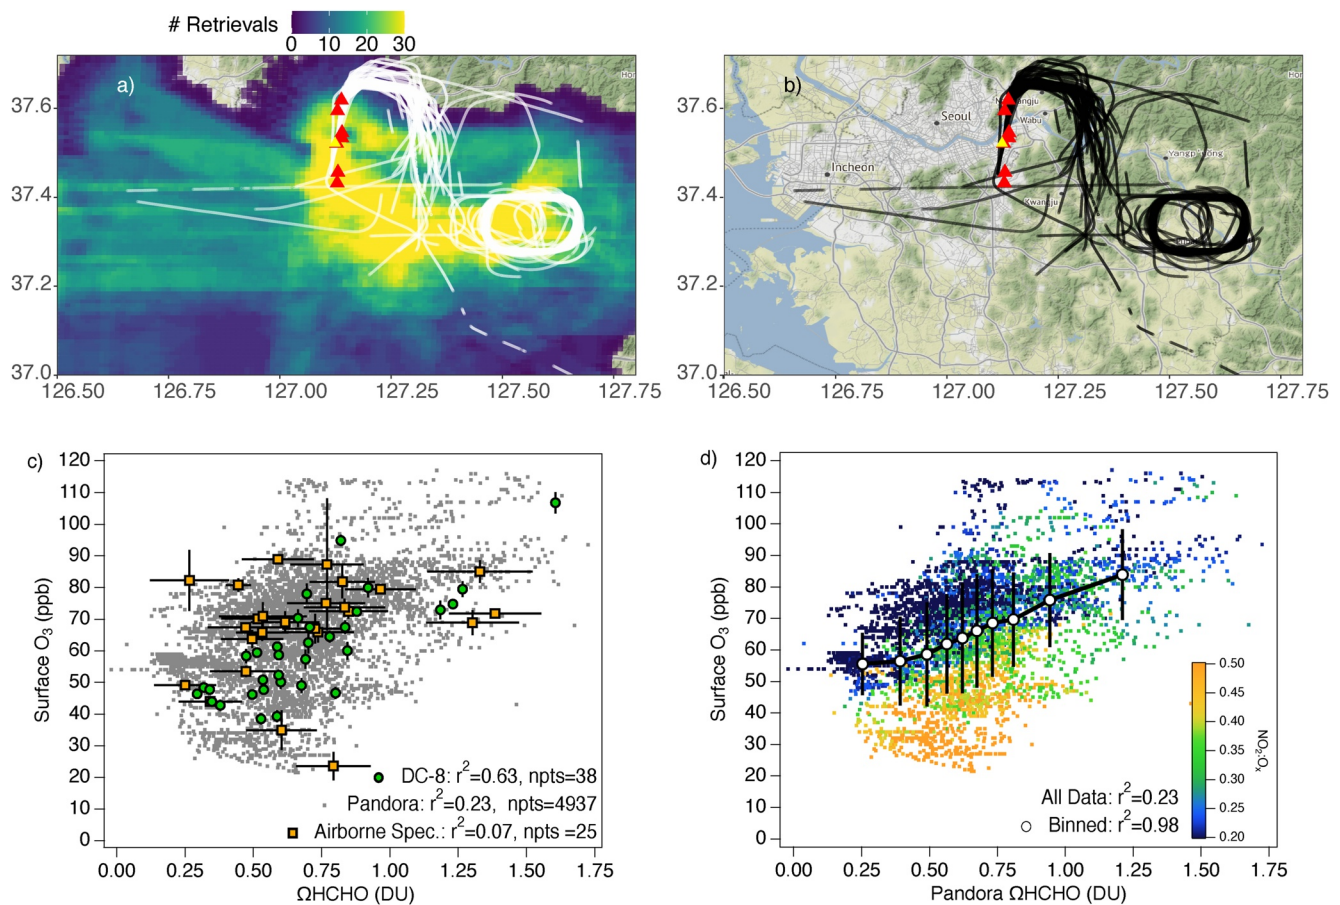 # Retrievals
0 10 20 30
a)
37.6
37.4
37.2
37.0
126.50 126.75 127.00 127.25 127.50 127.75
Hon
b)
Seoul
Wabu
Incheon
Kwangju
37.6
37.4
37.2
37.0
126.50 126.75 127.00 127.25 127.50 127.75
c)
120
110
100
90
80
70
60
50
40
30
20
10
0
Surface O3 (ppb)
DC-8: r2=0.63, npts=38
Pandora: r2=0.23, npts=4937
Airborne Spec.: r2=0.07, npts =25
0.00 0.25 0.50 0.75 1.00 1.25 1.50 1.75
ΩHCHO (DU)
d)
120
110
100
90
80
70
60
50
40
30
20
10
0
Surface O3 (ppb)
0.50
0.45
0.40
0.35
0.30
0.25
0.20
NO2:Ox
All Data: r2=0.23
Binned: r2=0.98
0.00 0.25 0.50 0.75 1.00 1.25 1.50 1.75
Pandora ΩHCHO (DU)